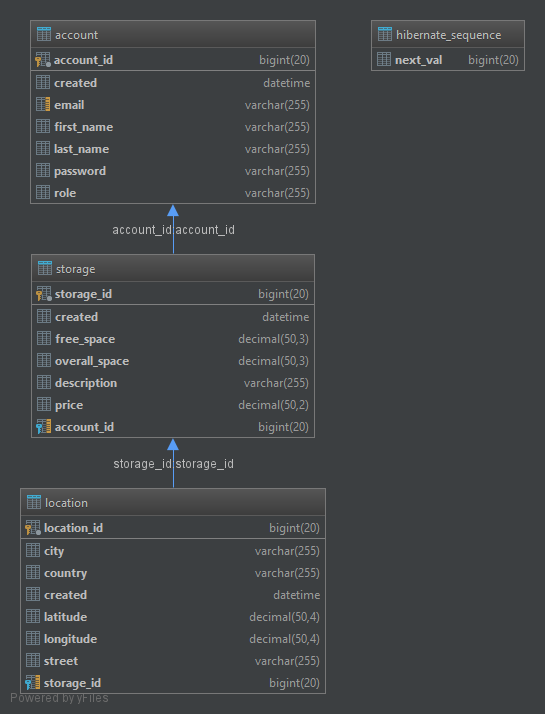 account
account_id bigint(20)
created datetime
email varchar(255)
first_name varchar(255)
last_name varchar(255)
password varchar(255)
role varchar(255)
hibernate_sequence
next_val bigint(20)
account_id account_id
storage
storage_id bigint(20)
created datetime
free_space decimal(50,3)
overall_space decimal(50,3)
description varchar(255)
price decimal(50,2)
account_id bigint(20)
storage_id storage_id
location
location_id bigint(20)
city varchar(255)
country varchar(255)
created datetime
latitude decimal(50,4)
longitude decimal(50,4)
street varchar(255)
storage_id bigint(20)
Powered by yFiles